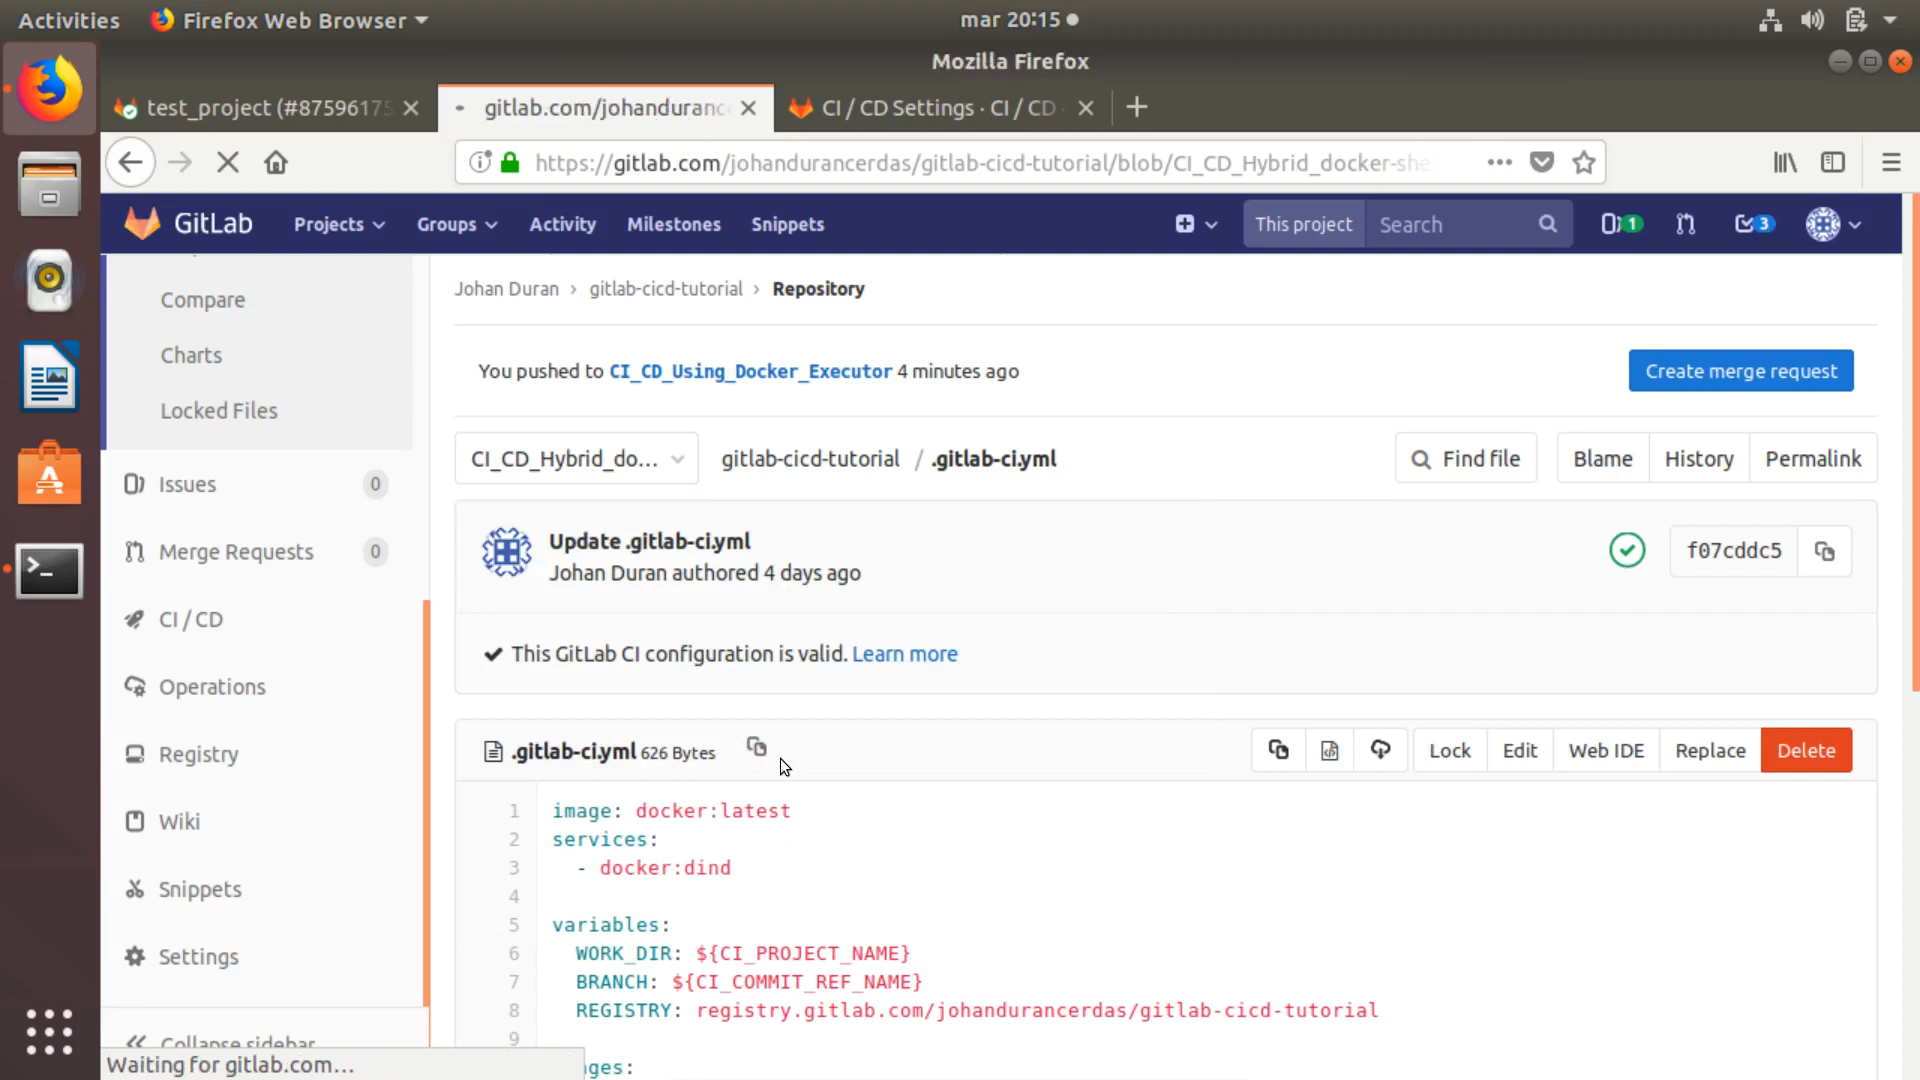 Activities Firefox Web Browser mar 20:15
Mozilla Firefox
test_project (#87596175 gitlab.com/johanduranc CI / CD Settings · CI / CD
https://gitlab.com/johandurancerdas/gitlab-cicd-tutorial/blob/CI_CD_Hybrid_docker-she
GitLab Projects Groups Activity Milestones Snippets This project Search 1 3
Compare
Charts
Locked Files
Issues 0
Merge Requests 0
CI / CD
Operations
Registry
Wiki
Snippets
Settings
Collapse sidebar
Waiting for gitlab.com...
Johan Duran › gitlab-cicd-tutorial › Repository
You pushed to CI_CD_Using_Docker_Executor 4 minutes ago Create merge request
CI_CD_Hybrid_do... gitlab-cicd-tutorial / .gitlab-ci.yml Find file Blame History Permalink
Update .gitlab-ci.yml
Johan Duran authored 4 days ago
f07cddc5
This GitLab CI configuration is valid. Learn more
.gitlab-ci.yml 626 Bytes Lock Edit Web IDE Replace Delete
1 image: docker:latest
2 services:
3 - docker:dind
4
5 variables:
6 WORK_DIR: ${CI_PROJECT_NAME}
7 BRANCH: ${CI_COMMIT_REF_NAME}
8 REGISTRY: registry.gitlab.com/johandurancerdas/gitlab-cicd-tutorial
9
ges: